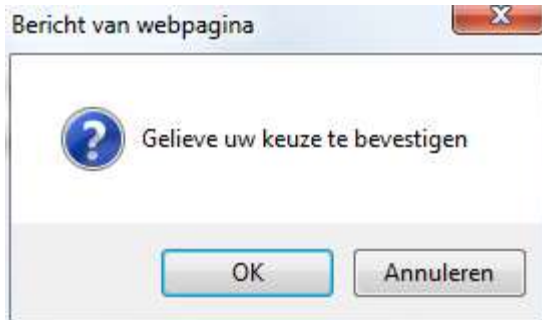 Bericht van webpagina
Gelieve uw keuze te bevestigen
OK
Annuleren